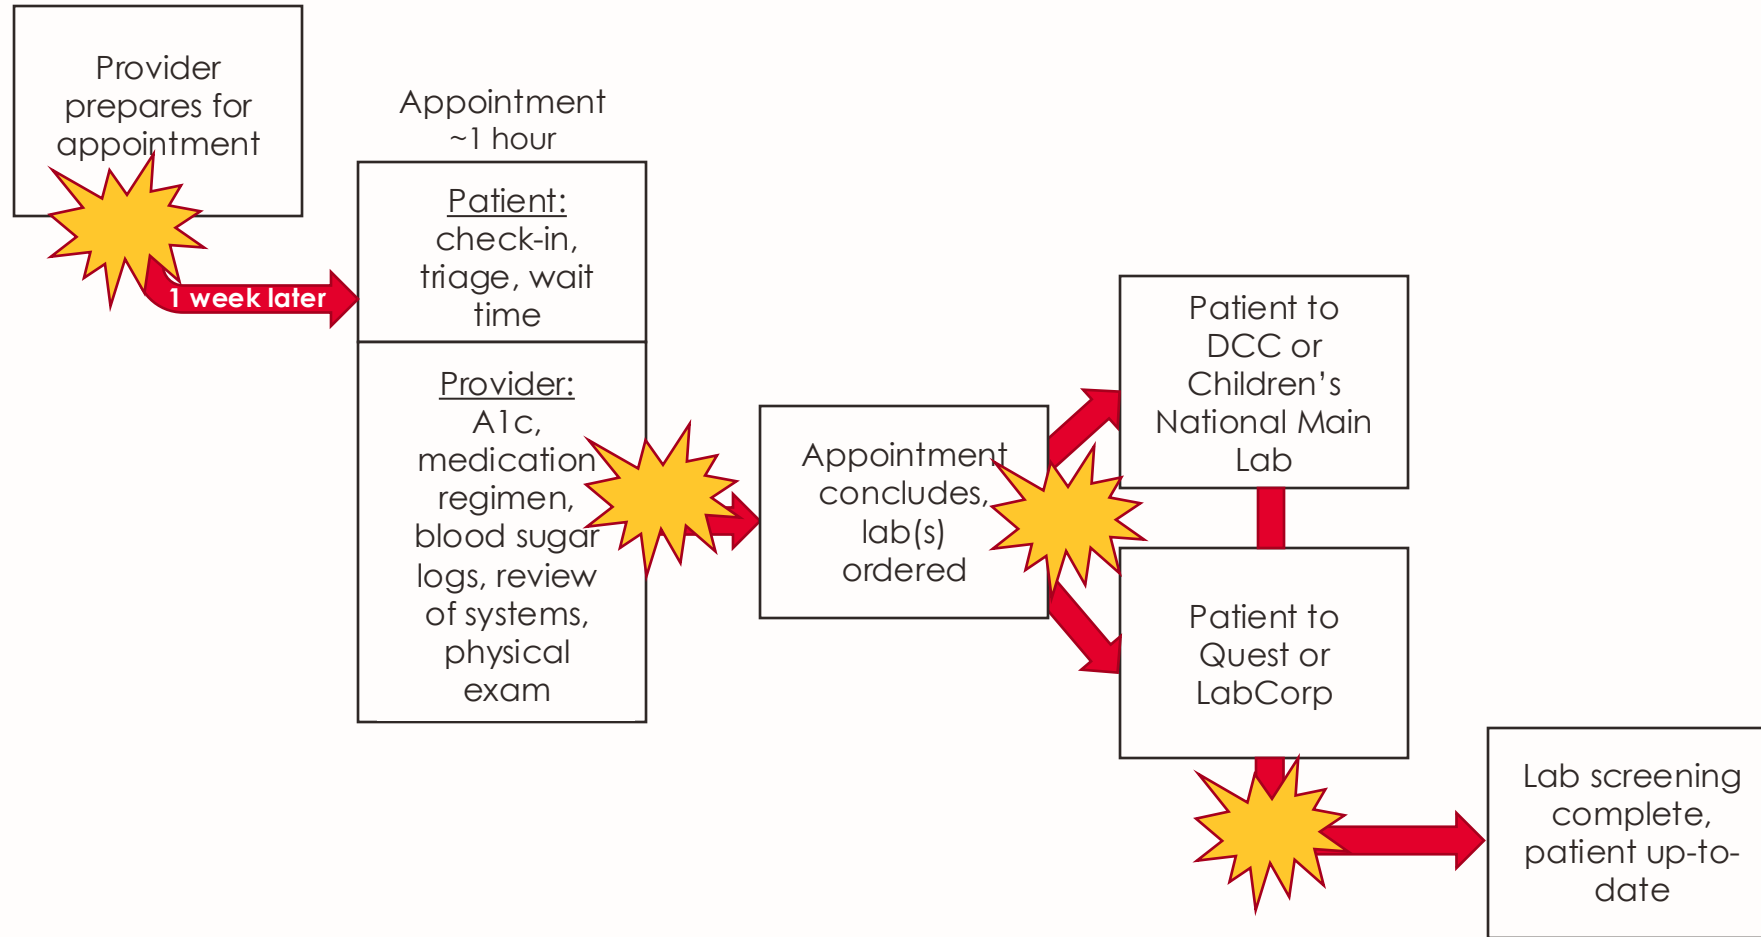 Provider
prepares for
appointment
1 week later
Appointment
~1 hour
Patient:
check-in,
triage, wait
time
Provider:
A1c,
medication
regimen,
blood sugar
logs, review
of systems,
physical
exam
Appointment
concludes,
lab(s)
ordered
Patient to
DCC or
Children’s
National Main
Lab
Patient to
Quest or
LabCorp
Lab screening
complete,
patient up-to-
date